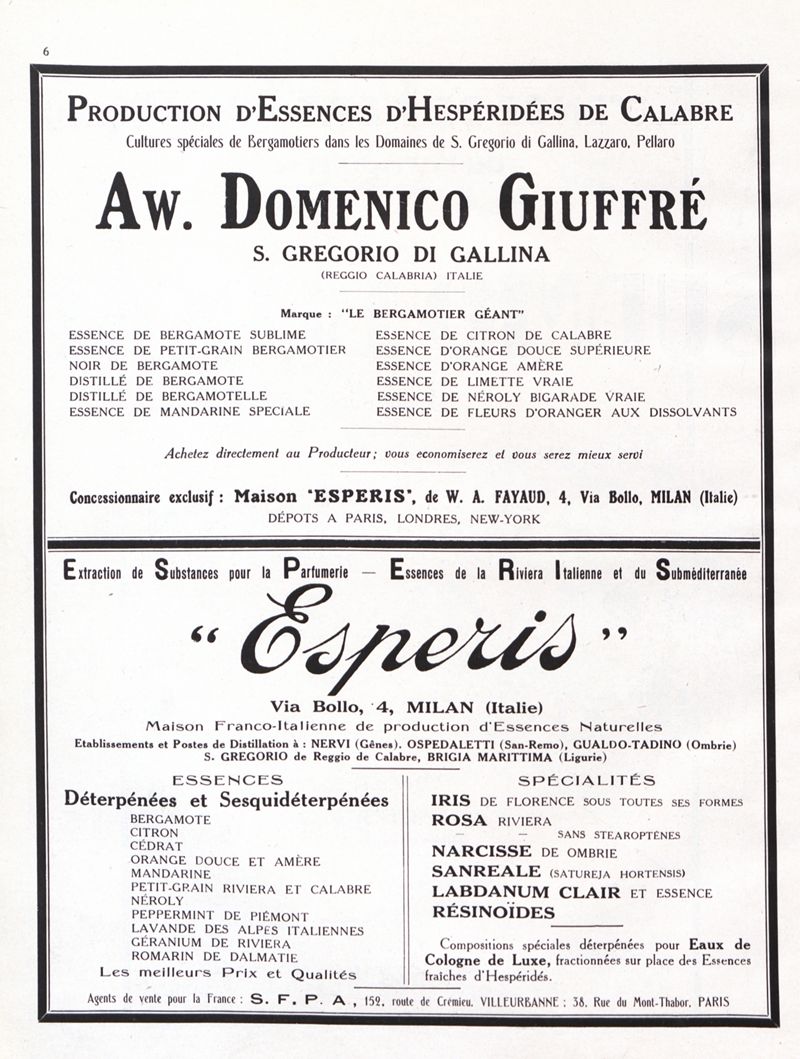 6
PRODUCTION D'ESSENCES D'HESPÉRIDÉES DE CALABRE
Cultures spéciales de Bergamotiers dans les Domaines de S. Gregorio di Gallina, Lazzaro, Pellaro
AW. DOMENICO GIUFFRÉ
S. GREGORIO DI GALLINA
(REGGIO CALABRIA) ITALIE
Marque : "LE BERGAMOTIER GÉANT"
ESSENCE DE BERGAMOTE SUBLIME
ESSENCE DE PETIT-GRAIN BERGAMOTIER
NOIR DE BERGAMOTE
DISTILLÉ DE BERGAMOTE
DISTILLÉ DE BERGAMOTELLE
ESSENCE DE MANDARINE SPECIALE
ESSENCE DE CITRON DE CALABRE
ESSENCE D'ORANGE DOUCE SUPÉRIEURE
ESSENCE D'ORANGE AMÈRE
ESSENCE DE LIMETTE VRAIE
ESSENCE DE NÉROLY BIGARADE VRAIE
ESSENCE DE FLEURS D'ORANGER AUX DISSOLVANTS
Achetez directement au Producteur ; vous economiserez et vous serez mieux servi
Concessionnaire exclusif : Maison "ESPERIS", de W. A. FAYAUD, 4, Via Bollo, MILAN (Italie)
DÉPOTS A PARIS, LONDRES, NEW-YORK
Extraction de Substances pour la Parfumerie — Essences de la Riviera Italienne et du Subméditerranée
"Esperis"
Via Bollo, 4, MILAN (Italie)
Maison Franco-Italienne de production d'Essences Naturelles
Etablissements et Postes de Distillation à : NERVI (Gênes). OSPEDALETTI (San-Remo), GUALDO-TADINO (Ombrie)
S. GREGORIO de Reggio de Calabre, BRIGIA MARITTIMA (Ligurie)
ESSENCES
Déterpénées et Sesquidéterpénées
BERGAMOTE
CITRON
CÉDRAT
ORANGE DOUCE ET AMÈRE
MANDARINE
PETIT-GRAIN RIVIERA ET CALABRE
NÉROLY
PEPPERMINT DE PIÉMONT
LAVANDE DES ALPES ITALIENNES
GÉRANIUM DE RIVIERA
ROMARIN DE DALMATIE
Les meilleurs Prix et Qualités
SPÉCIALITÉS
IRIS DE FLORENCE SOUS TOUTES SES FORMES
ROSA RIVIERA
— — SANS STEAROPTÈNES
NARCISSE DE OMBRIE
SANREALE (SATUREJA HORTENSIS)
LABDANUM CLAIR ET ESSENCE
RÉSINOÏDES
Compositions spéciales déterpénées pour Eaux de
Cologne de Luxe, fractionnées sur place des Essences
fraîches d'Hespéridés.
Agents de vente pour la France : S. F. P. A, 152, route de Crémieu, VILLEURBANNE ; 38, Rue du Mont-Thabor, PARIS